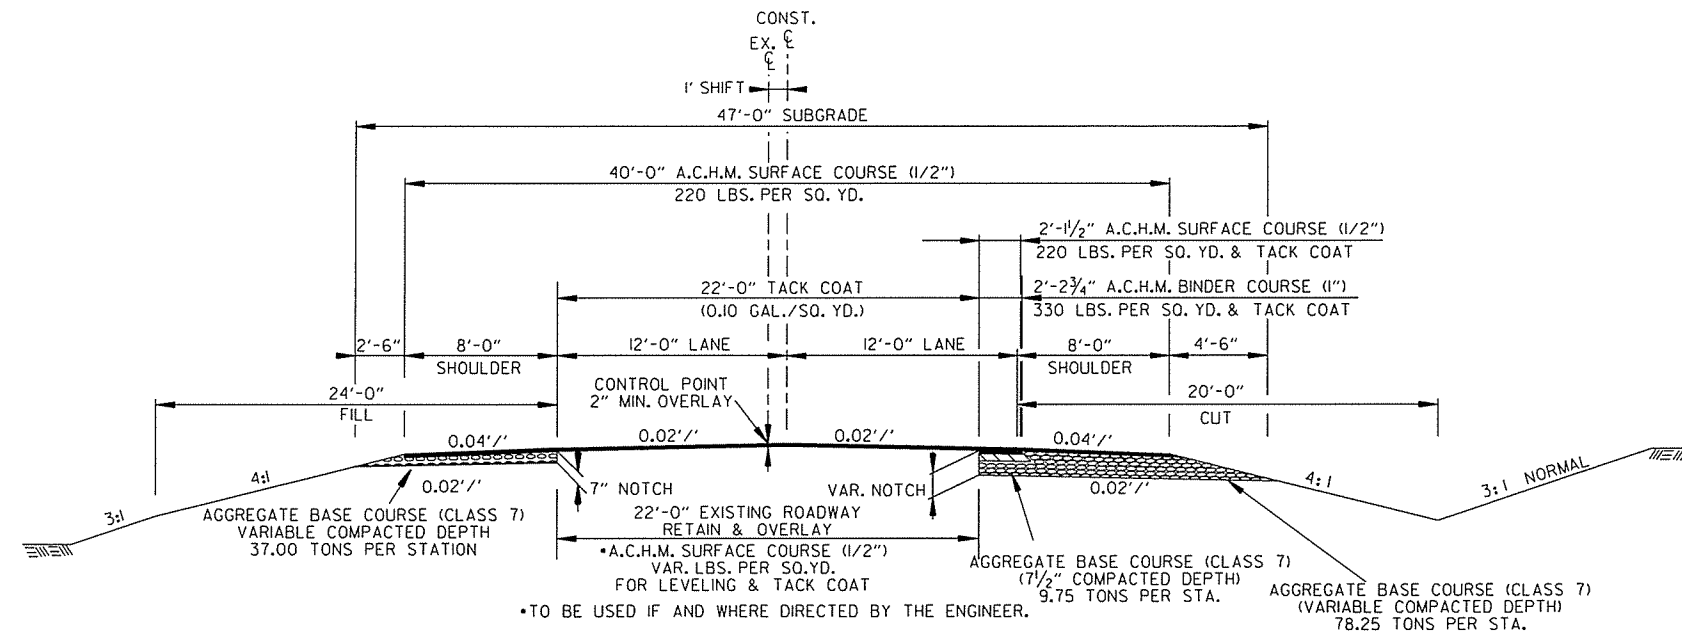 CONST.
℄
EX.
℄
1' SHIFT
47'-0" SUBGRADE
40'-0" A.C.H.M. SURFACE COURSE (1/2")
220 LBS. PER SQ. YD.
2'-1 1/2" A.C.H.M. SURFACE COURSE (1/2")
220 LBS. PER SQ. YD. & TACK COAT
22'-0" TACK COAT
(0.10 GAL./SQ. YD.)
2'-2 3/4" A.C.H.M. BINDER COURSE (1")
330 LBS. PER SQ. YD. & TACK COAT
2'-6"
8'-0"
SHOULDER
12'-0" LANE
12'-0" LANE
8'-0"
SHOULDER
4'-6"
24'-0"
FILL
CONTROL POINT
2" MIN. OVERLAY
20'-0"
CUT
0.04'/'
0.02'/'
0.02'/'
0.04'/'
3:1
4:1
0.02'/'
7" NOTCH
VAR. NOTCH
0.02'/'
4:1
3:1 NORMAL
AGGREGATE BASE COURSE (CLASS 7)
VARIABLE COMPACTED DEPTH
37.00 TONS PER STATION
22'-0" EXISTING ROADWAY
RETAIN & OVERLAY
•A.C.H.M. SURFACE COURSE (1/2")
VAR. LBS. PER SQ.YD.
FOR LEVELING & TACK COAT
•TO BE USED IF AND WHERE DIRECTED BY THE ENGINEER.
AGGREGATE BASE COURSE (CLASS 7)
(7 1/2" COMPACTED DEPTH)
9.75 TONS PER STA.
AGGREGATE BASE COURSE (CLASS 7)
(VARIABLE COMPACTED DEPTH)
78.25 TONS PER STA.